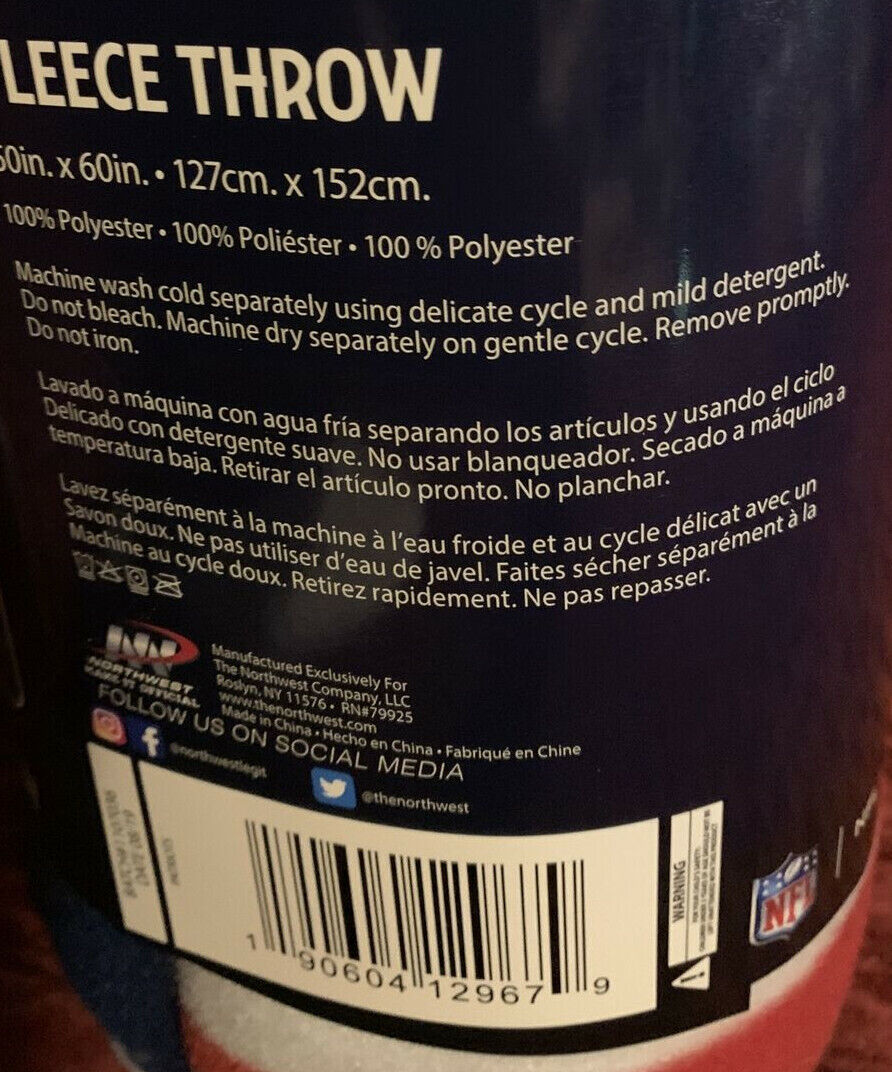 LEECE THROW
50in. x 60in. • 127cm. x 152cm.
100% Polyester • 100% Poliéster • 100 % Polyester
Machine wash cold separately using delicate cycle and mild detergent.
Do not bleach. Machine dry separately on gentle cycle. Remove promptly.
Do not iron.
Lavado a máquina con agua fría separando los artículos y usando el ciclo
Delicado con detergente suave. No usar blanqueador. Secado a máquina a
temperatura baja. Retirar el artículo pronto. No planchar.
Lavez séparément à la machine à l'eau froide et au cycle délicat avec un
Savon doux. Ne pas utiliser d'eau de javel. Faites sécher séparément à la
Machine au cycle doux. Retirez rapidement. Ne pas repasser.
NORTHWEST
MAKE IT OFFICIAL
Manufactured Exclusively For
The Northwest Company, LLC
Roslyn, NY 11576 • RN#79925
www.thenorthwest.com
Made in China • Hecho en China • Fabriqué en Chine
FOLLOW US ON SOCIAL MEDIA
@northwestlegit
@thenorthwest
DATE 08/19
1 90604 12967 9
WARNING
NFL